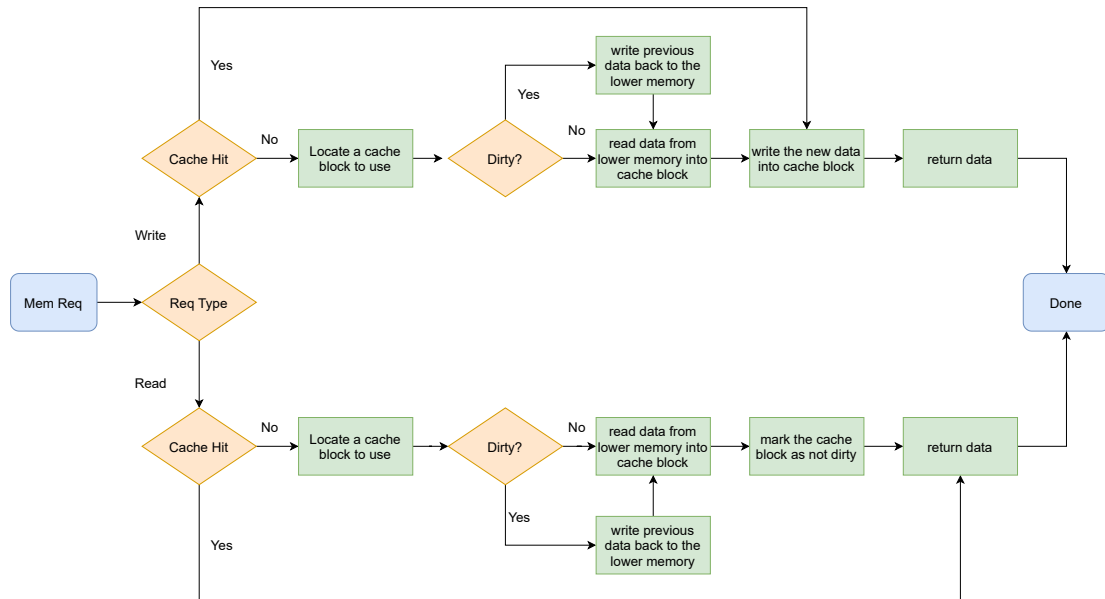 Yes
write previous
data back to the
lower memory
Yes
Cache Hit
No
Locate a cache
block to use
Dirty?
No
read data from
lower memory into
cache block
write the new data
into cache block
return data
Write
Mem Req
Req Type
Done
Read
Cache Hit
No
Locate a cache
block to use
Dirty?
No
read data from
lower memory into
cache block
mark the cache
block as not dirty
return data
Yes
Yes
write previous
data back to the
lower memory